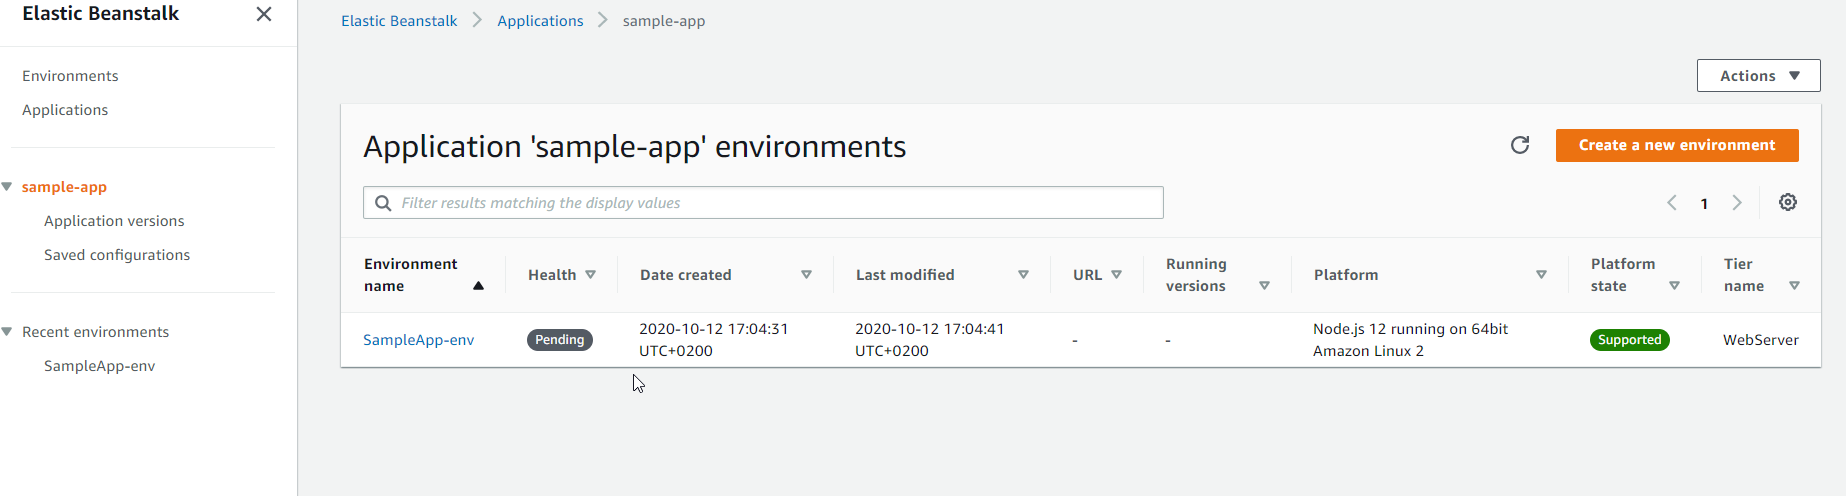 Elastic Beanstalk
Environments
Applications
sample-app
Application versions
Saved configurations
Recent environments
SampleApp-env
Elastic Beanstalk Applications sample-app
Actions
Application 'sample-app' environments
Create a new environment
Filter results matching the display values
1
Environment name
Health
Date created
Last modified
URL
Running versions
Platform
Platform state
Tier name
SampleApp-env
Pending
2020-10-12 17:04:31
UTC+0200
2020-10-12 17:04:41
UTC+0200
-
-
Node.js 12 running on 64bit
Amazon Linux 2
Supported
WebServer